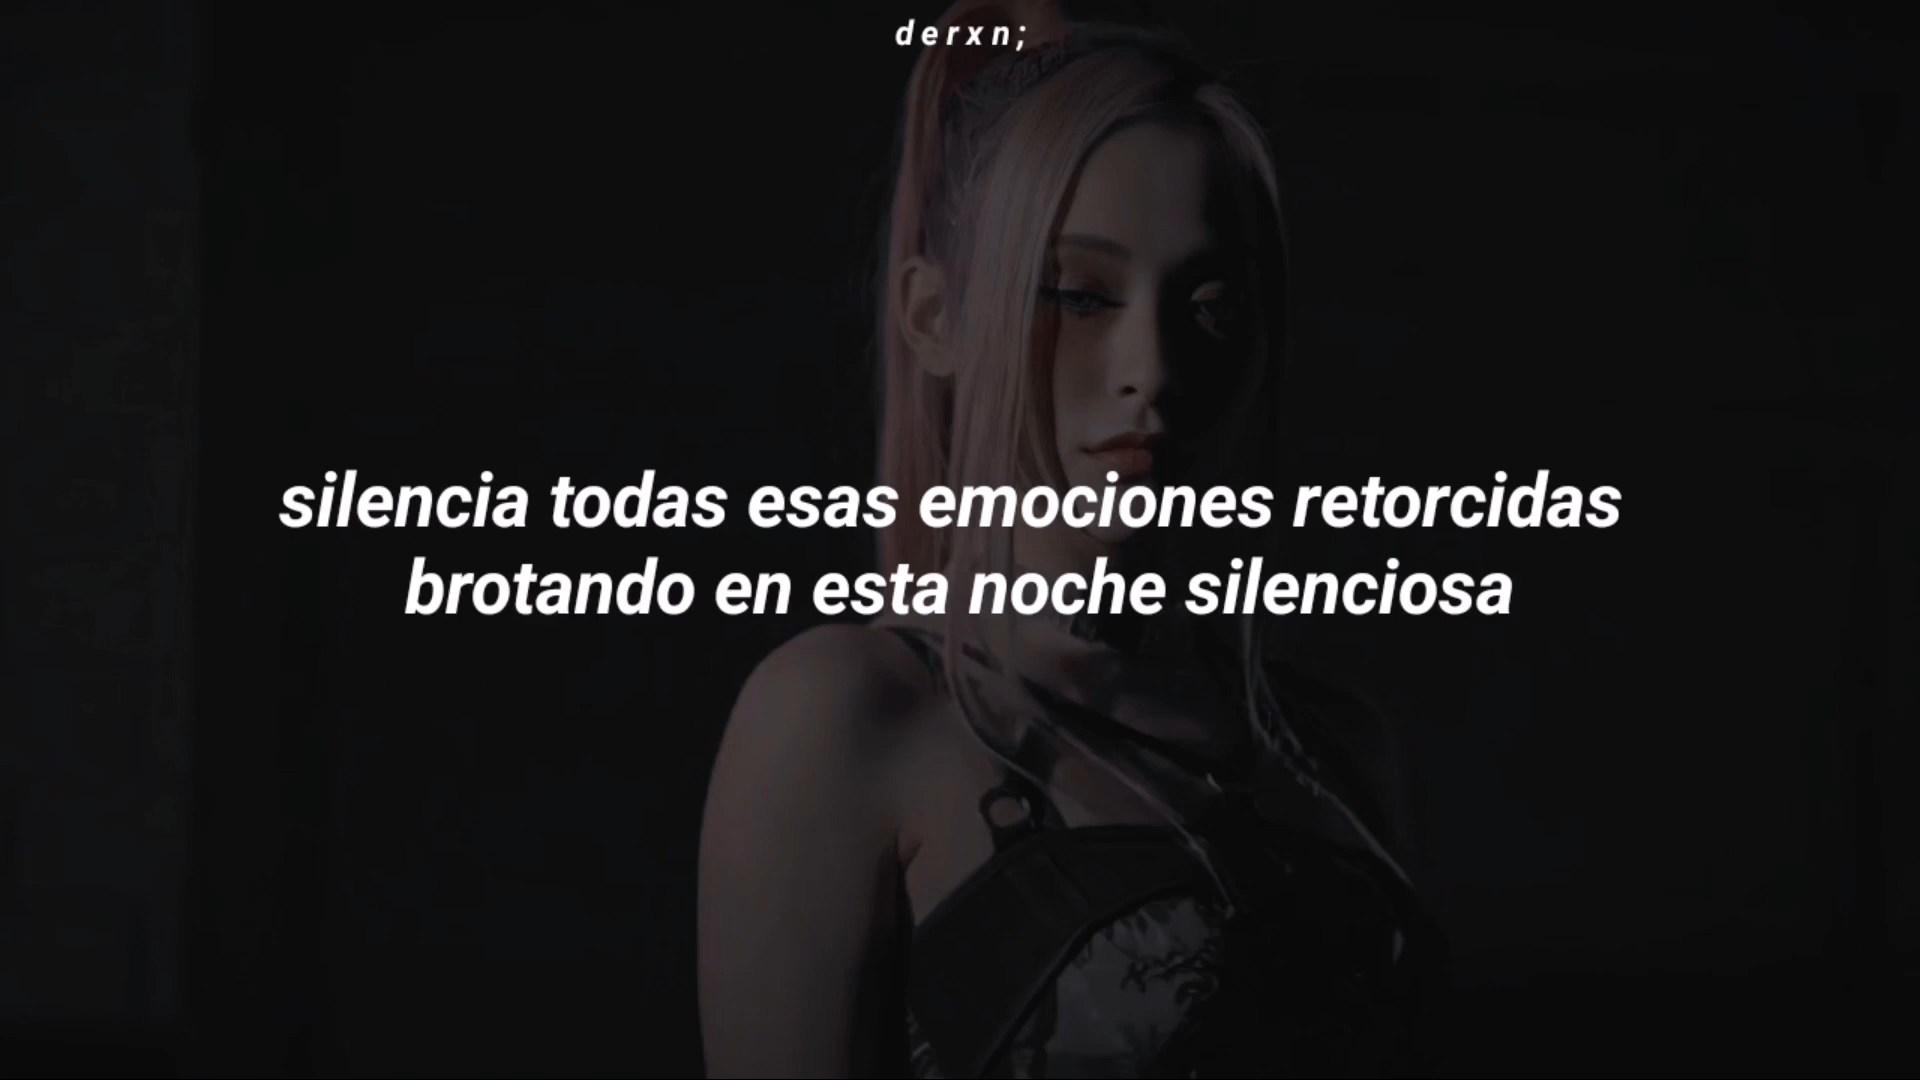 derxn;
silencia todas esas emociones retorcidas
brotando en esta noche silenciosa